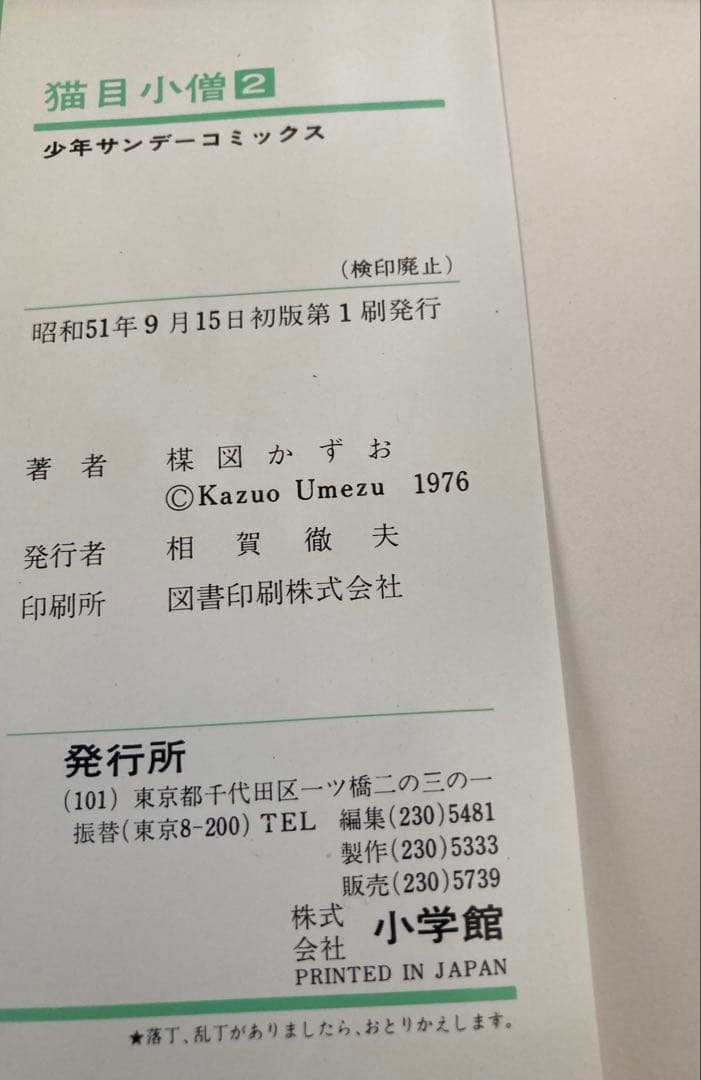 猫目小僧2
少年サンデーコミックス
(検印廃止)
昭和51年9月15日初版第1刷発行
著者 楳図かずお
©Kazuo Umezu 1976
発行者 相賀徹夫
印刷所 図書印刷株式会社
発行所
(101) 東京都千代田区一ツ橋二の三の一
振替(東京8-200) TEL 編集(230)5481
製作(230)5333
販売(230)5739
株式会社 小学館
PRINTED IN JAPAN
★落丁、乱丁がありましたら、おとりかえします。